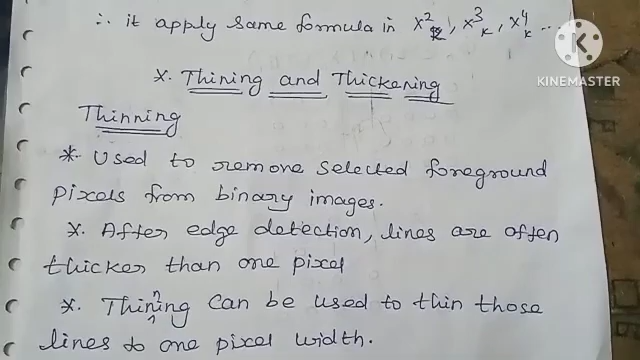 ∴ it apply same formula in X²k, X³k, X⁴k ...
KINEMASTER
*. Thining and Thickening
Thinning
*. Used to remove selected foreground
pixels from binary images.
*. After edge detection, lines are often
thicker than one pixel
*. Thinning can be used to thin those
lines to one pixel width.